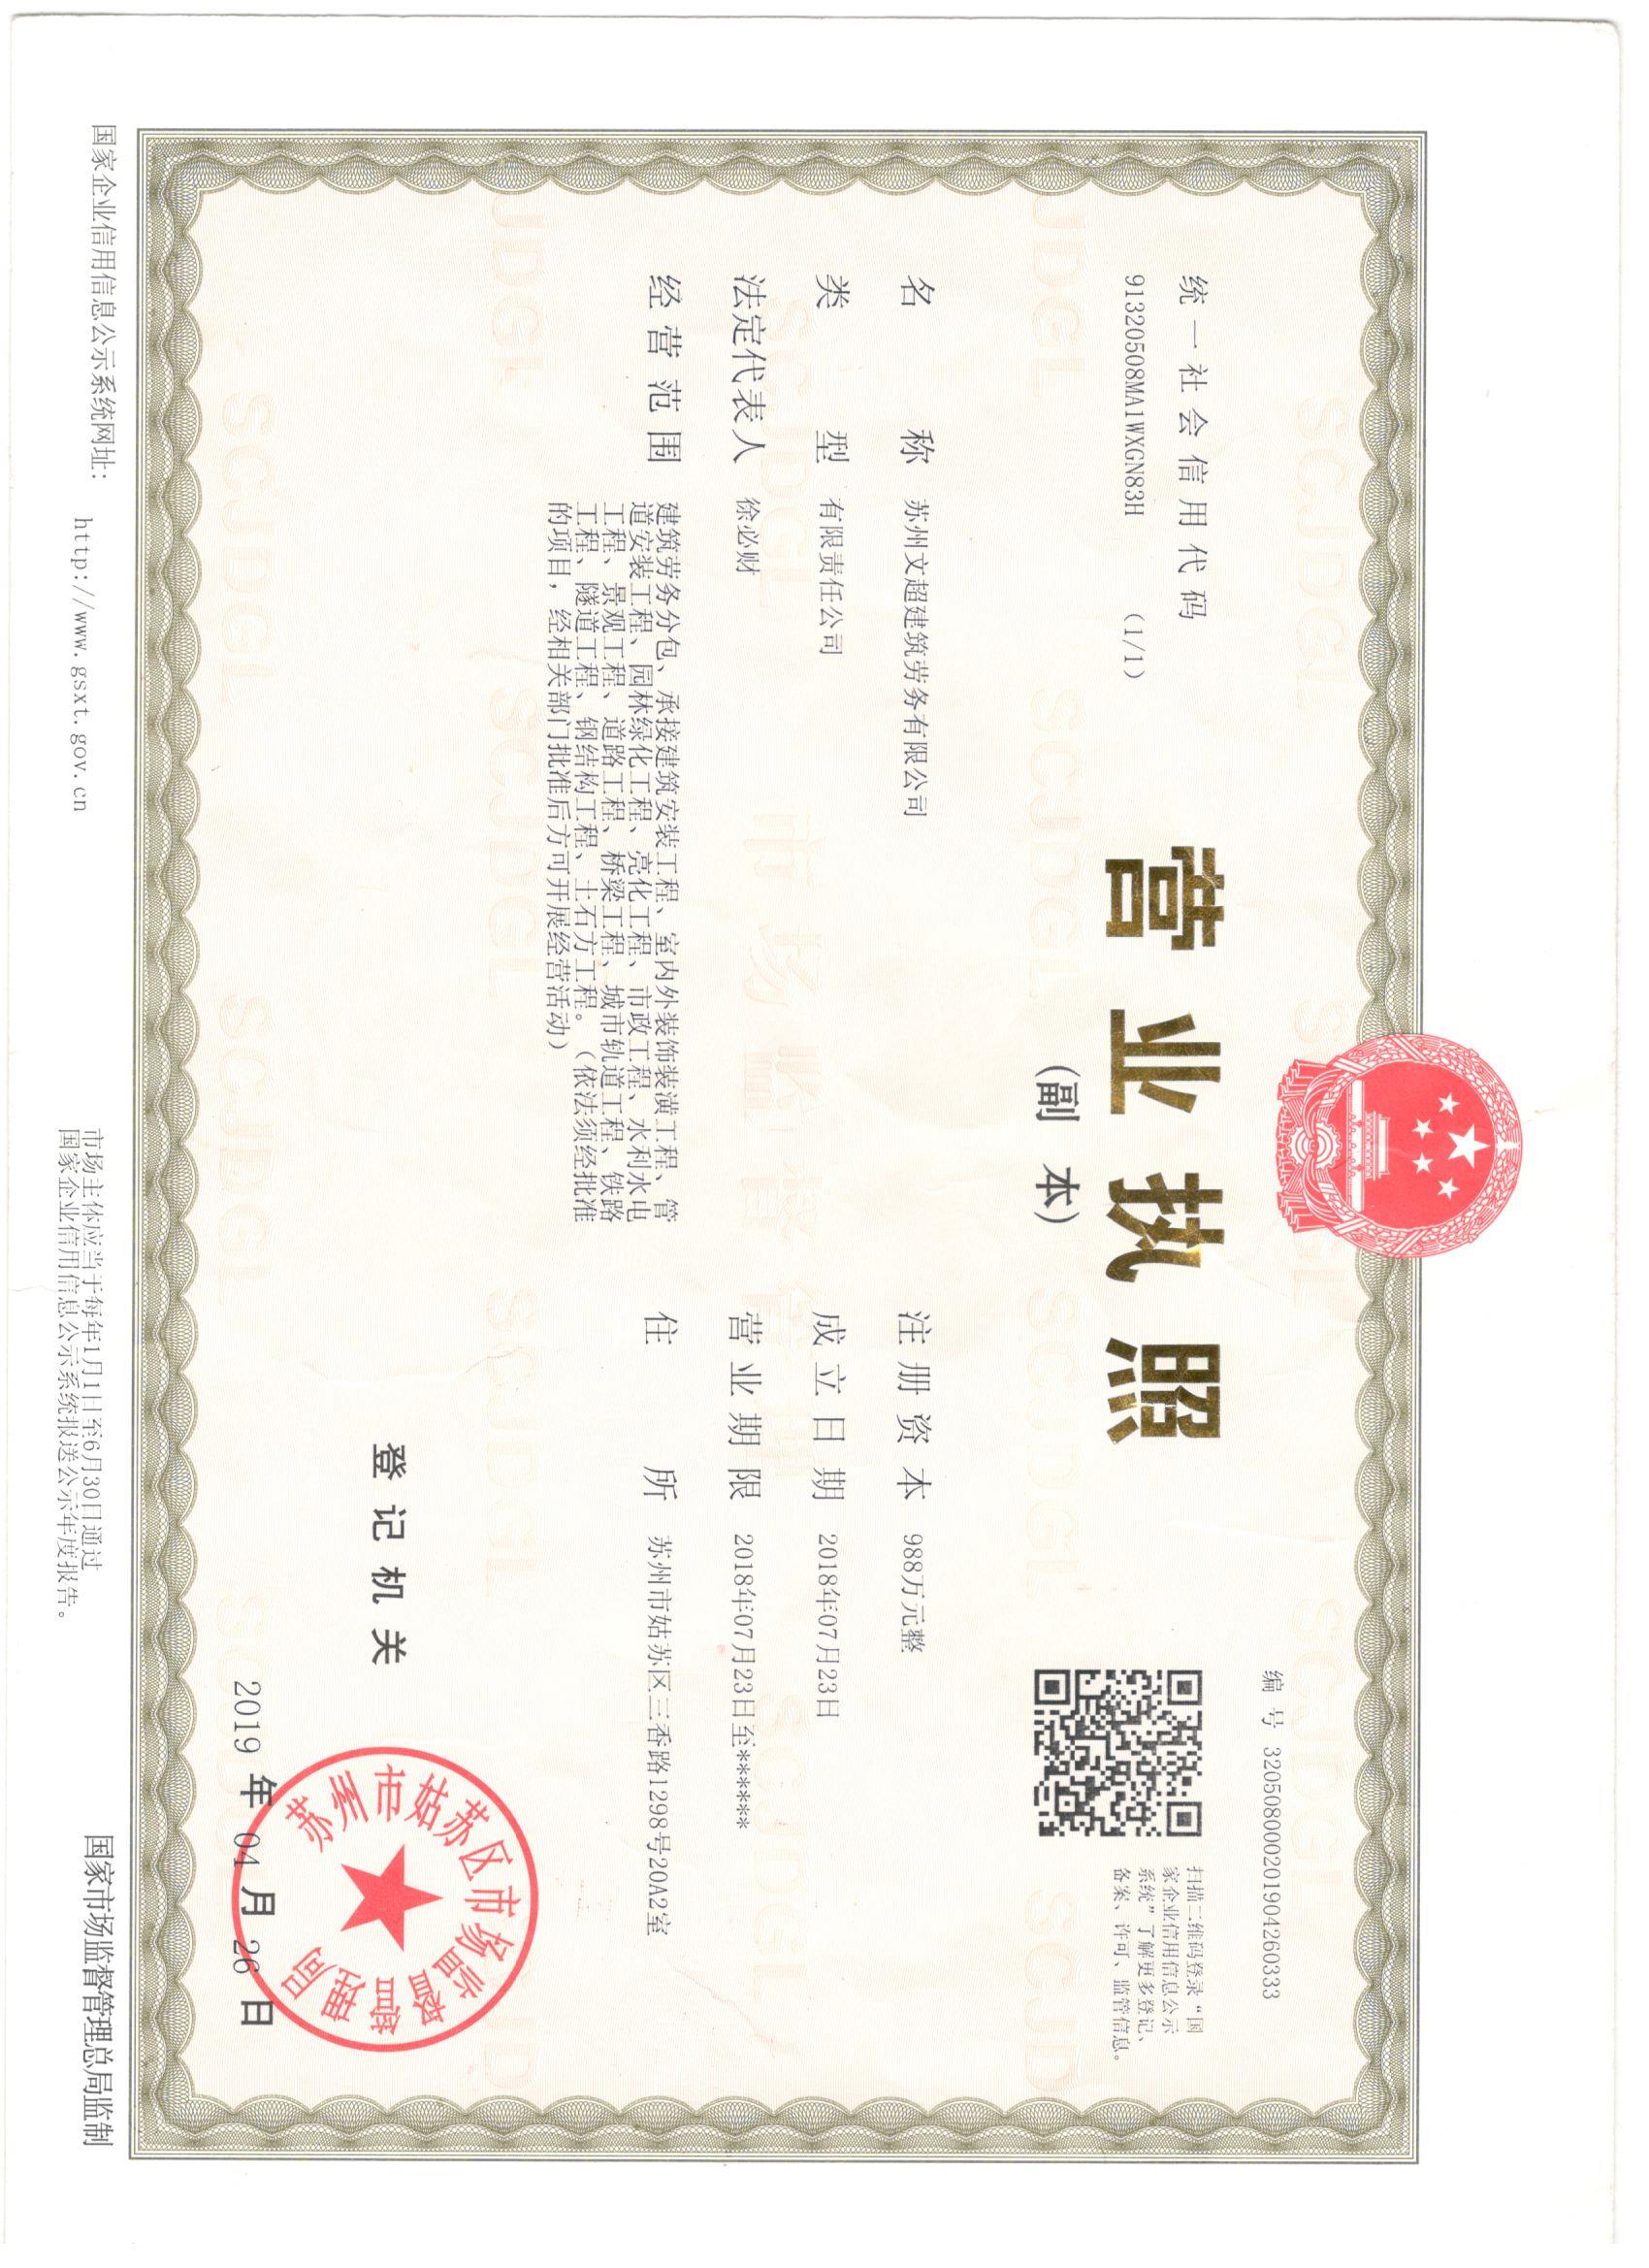 编 号 320508000201904260333
统一社会信用代码
91320508MA1WXGN83H （1/1）
营业执照
(副 本)
扫描二维码登录“国
家企业信用信息公示
系统”了解更多登记、
备案、许可、监管信息。
名 称 苏州文超建筑劳务有限公司
类 型 有限责任公司
法定代表人 徐必财
经营范围 建筑劳务分包、承接建筑安装工程、室内外装饰装潢工程、管
道安装工程、园林绿化工程、亮化工程、市政工程、水利水电
工程、景观工程、道路工程、桥梁工程、城市轨道工程、铁路
工程、隧道工程、钢结构工程、土石方工程。（依法须经批准
的项目，经相关部门批准后方可开展经营活动）
注册资本 988万元整
成立日期 2018年07月23日
营业期限 2018年07月23日至******
住 所 苏州市姑苏区三香路1298号20A2室
SCJDGL
市场监督管理
登记机关
苏州市姑苏区市场监督管理局
2019 年 04 月 26 日
国家企业信用信息公示系统网址：
http://www.gsxt.gov.cn
市场主体应当于每年1月1日至6月30日通过
国家企业信用信息公示系统报送公示年度报告。
国家市场监督管理总局监制